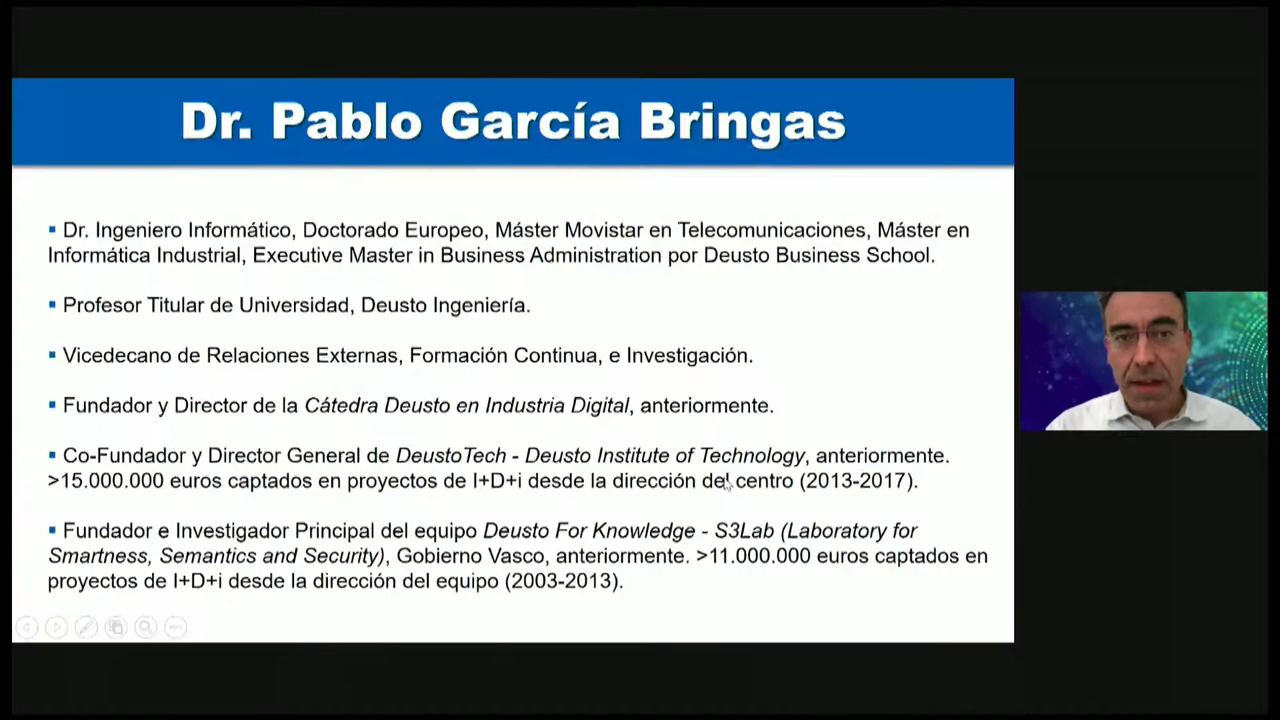 Dr. Pablo García Bringas
▪ Dr. Ingeniero Informático, Doctorado Europeo, Máster Movistar en Telecomunicaciones, Máster en
Informática Industrial, Executive Master in Business Administration por Deusto Business School.
▪ Profesor Titular de Universidad, Deusto Ingeniería.
▪ Vicedecano de Relaciones Externas, Formación Continua, e Investigación.
▪ Fundador y Director de la Cátedra Deusto en Industria Digital, anteriormente.
▪ Co-Fundador y Director General de DeustoTech - Deusto Institute of Technology, anteriormente.
>15.000.000 euros captados en proyectos de I+D+i desde la dirección del centro (2013-2017).
▪ Fundador e Investigador Principal del equipo Deusto For Knowledge - S3Lab (Laboratory for
Smartness, Semantics and Security), Gobierno Vasco, anteriormente. >11.000.000 euros captados en
proyectos de I+D+i desde la dirección del equipo (2003-2013).